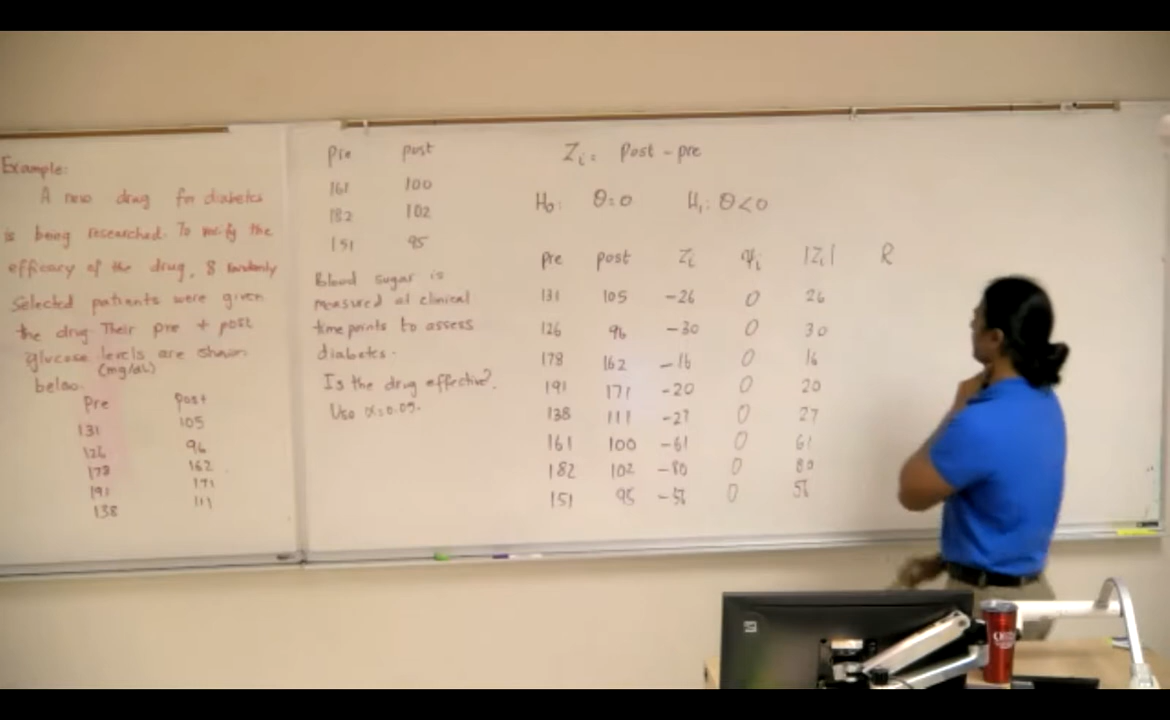 Example:
A new drug for diabetes
is being researched. To verify the
efficacy of the drug, 8 randomly
selected patients were given
the drug. Their pre + post
glucose levels are shown
(mg/dL)
below.
Pre Post
131 105
126 96
178 162
191 171
138 111
Pre post
161 100
182 102
151 95
Blood sugar is
measured at clinical
timepoints to assess
diabetes.
Is the drug effective?
Use α=0.05.
Zi = Post - pre
H0: θ=0 H1: θ<0
Pre post Zi ψi |Zi| R
131 105 -26 0 26
126 96 -30 0 30
178 162 -16 0 16
191 171 -20 0 20
138 111 -27 0 27
161 100 -61 0 61
182 102 -80 0 80
151 95 -56 0 56